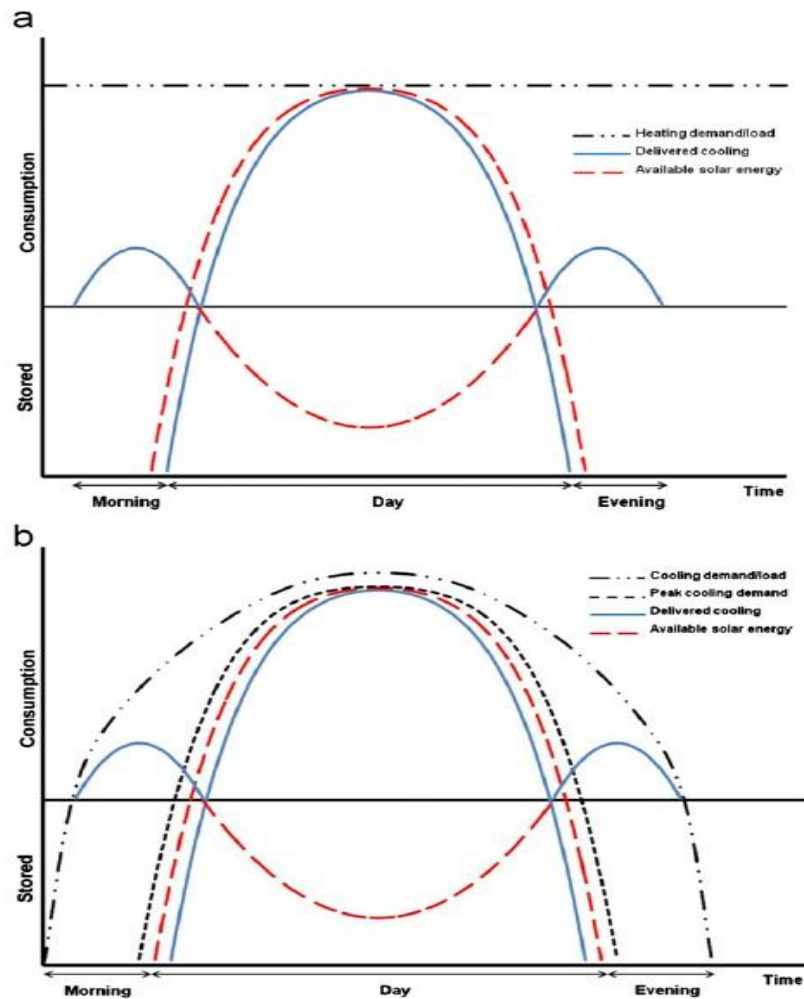 a
Consumption
Stored
Heating demand/load
Delivered cooling
Available solar energy
Time
Morning
Day
Evening
b
Consumption
Stored
Cooling demand/load
Peak cooling demand
Delivered cooling
Available solar energy
Time
Morning
Day
Evening